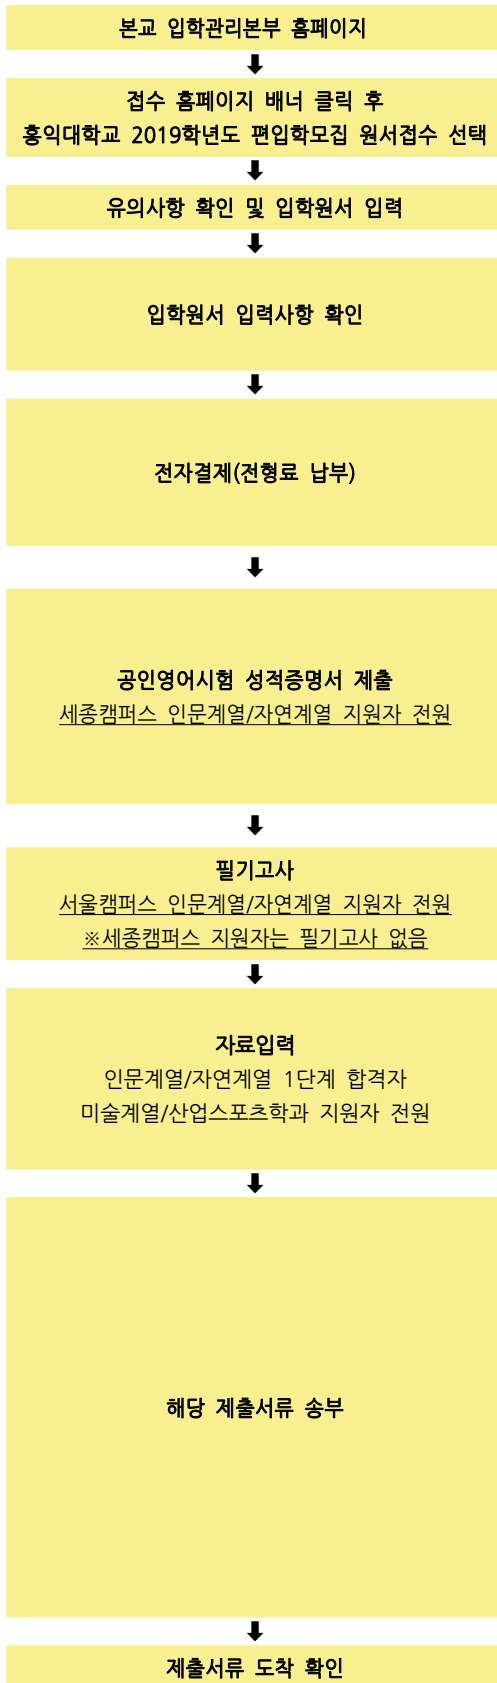 본교 입학관리본부 홈페이지
접수 홈페이지 배너 클릭 후
홍익대학교 2019학년도 편입학모집 원서접수 선택
유의사항 확인 및 입학원서 입력
입학원서 입력사항 확인
전자결제(전형료 납부)
공인영어시험 성적증명서 제출
세종캠퍼스 인문계열/자연계열 지원자 전원
필기고사
서울캠퍼스 인문계열/자연계열 지원자 전원
※세종캠퍼스 지원자는 필기고사 없음
자료입력
인문계열/자연계열 1단계 합격자
미술계열/산업스포츠학과 지원자 전원
해당 제출서류 송부
제출서류 도착 확인